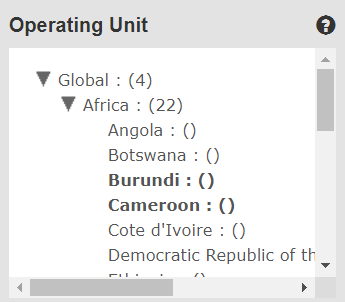 Operating Unit ?
Global : (4)
Africa : (22)
Angola : ()
Botswana : ()
Burundi : ()
Cameroon : ()
Cote d'Ivoire : ()
Democratic Republic of th